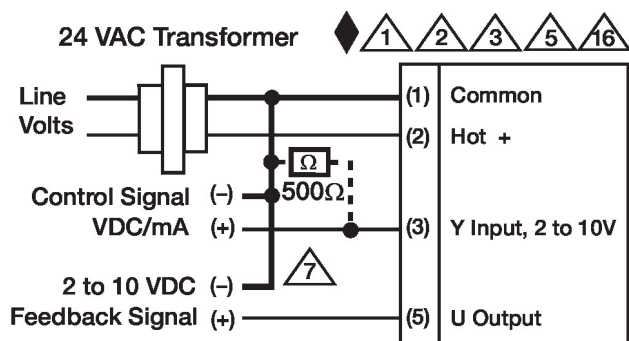 24 VAC Transformer 1 2 3 5 16
Line Volts
(1) Common
(2) Hot +
Ω
500Ω
Control Signal (–)
VDC/mA (+)
(3) Y Input, 2 to 10V
7
2 to 10 VDC (–)
Feedback Signal (+)
(5) U Output